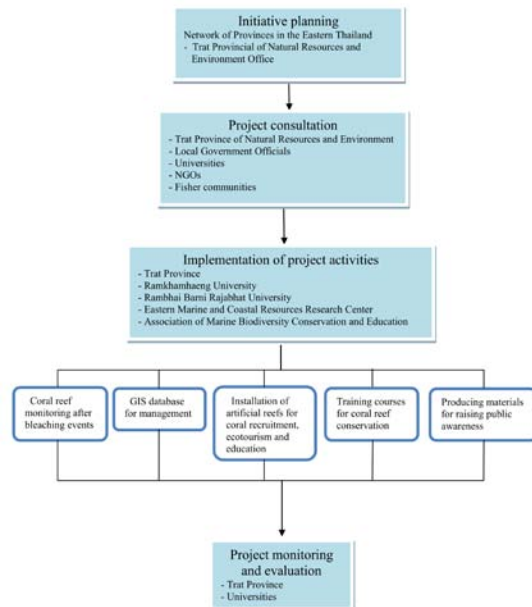 Initiative planning
Network of Provinces in the Eastern Thailand
- Trat Provincial of Natural Resources and
Environment Office
Project consultation
- Trat Province of Natural Resources and Environment
- Local Government Officials
- Universities
- NGOs
- Fisher communities
Implementation of project activities
- Trat Province
- Ramkhamhaeng University
- Rambhai Barni Rajabhat University
- Eastern Marine and Coastal Resources Research Center
- Association of Marine Biodiversity Conservation and Education
Coral reef
monitoring after
bleaching events
GIS database
for management
Installation of
artificial reefs for
coral recruitment,
ecotourism and
education
Training courses
for coral reef
conservation
Producing materials
for raising public
awareness
Project monitoring
and evaluation
- Trat Province
- Universities